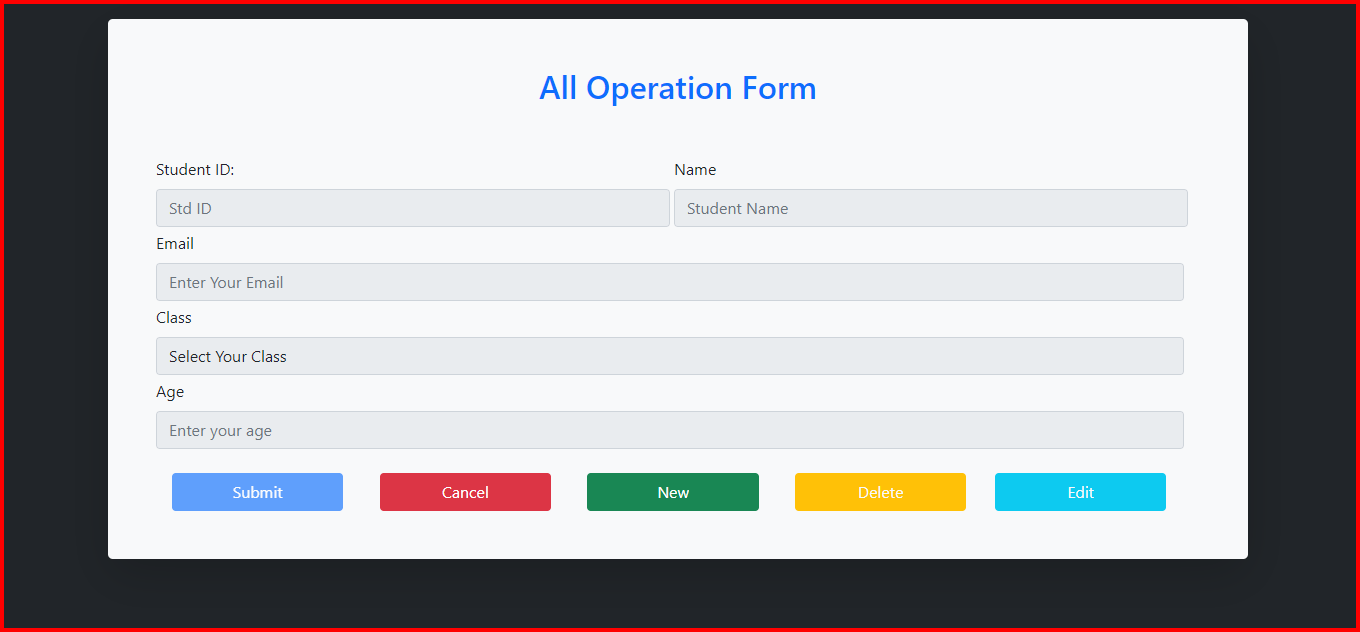 All Operation Form
Student ID: Name
Std ID Student Name
Email
Enter Your Email
Class
Select Your Class
Age
Enter your age
Submit Cancel New Delete Edit